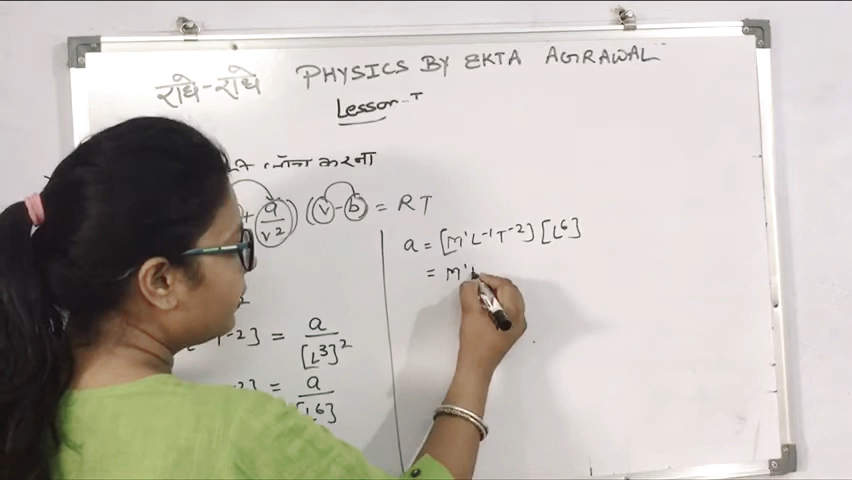 राधे-राधे PHYSICS BY EKTA AGRAWAL
Lesson-
करना
+ a/v2) (v-b) = RT
a = [M¹L⁻¹T⁻²] [L⁶]
= M¹L
-2] = a/[L³]²
-2] = a/[L⁶]